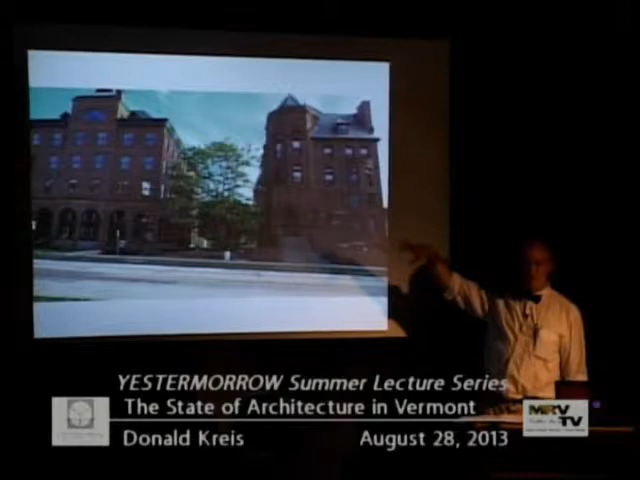 YESTERMORROW Summer Lecture Series
The State of Architecture in Vermont
Donald Kreis
August 28, 2013
MRV
TV